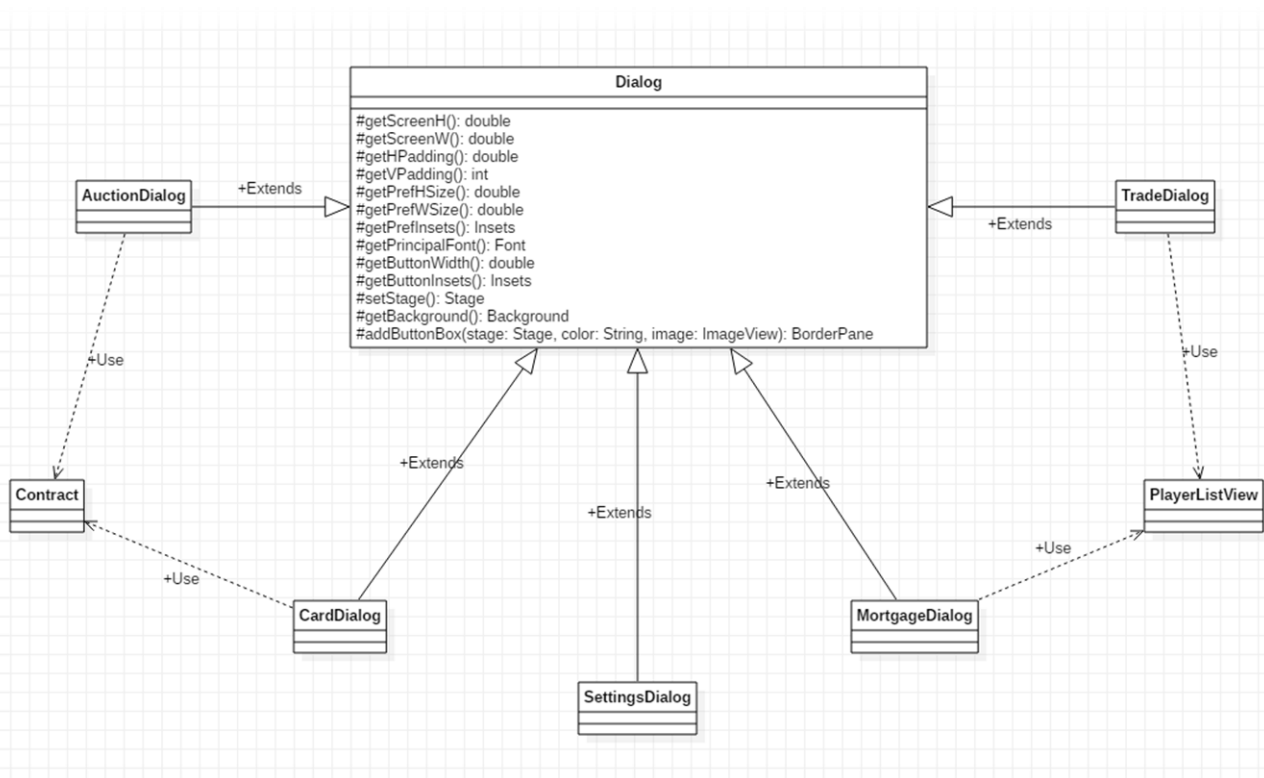 Dialog
#getScreenH(): double
#getScreenW(): double
#getHPadding(): double
#getVPadding(): int
#getPrefHSize(): double
#getPrefWSize(): double
#getPrefInsets(): Insets
#getPrincipalFont(): Font
#getButtonWidth(): double
#getButtonInsets(): Insets
#setStage(): Stage
#getBackground(): Background
#addButtonBox(stage: Stage, color: String, image: ImageView): BorderPane
AuctionDialog
+Extends
TradeDialog
+Extends
+Use
+Use
+Extends
+Extends
+Extends
Contract
PlayerListView
+Use
+Use
CardDialog
MortgageDialog
SettingsDialog